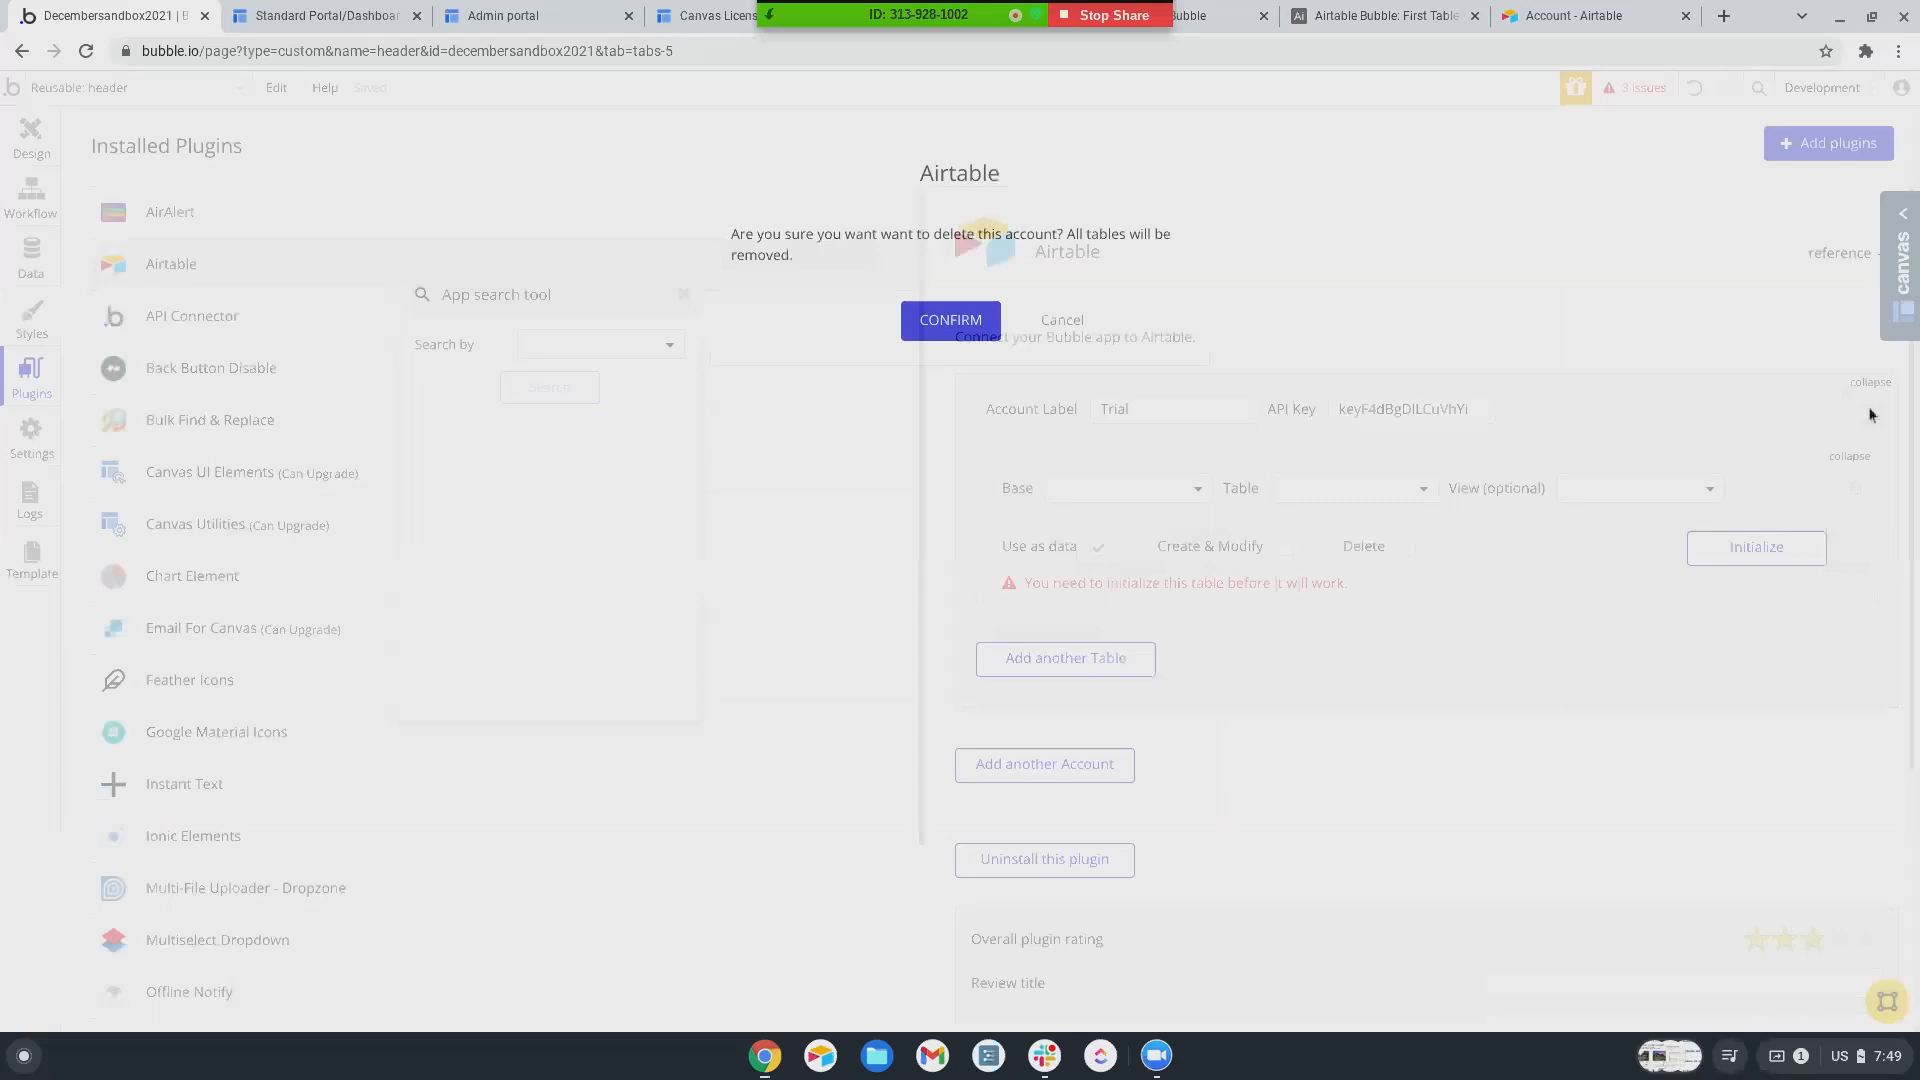 Decembersandbox2021 | B
Standard Portal/Dashboar
Admin portal
Canvas Licens
ID: 313-928-1002
Stop Share
ubble
Airtable Bubble: First Table
Account - Airtable
bubble.io/page?type=custom&name=header&id=decembersandbox2021&tab=tabs-5
Reusable: header
Edit
Help
Saved
3 issues
Development
Design
Workflow
Data
Styles
Plugins
Settings
Logs
Template
Installed Plugins
Add plugins
AirAlert
Airtable
API Connector
Back Button Disable
Bulk Find & Replace
Canvas UI Elements (Can Upgrade)
Canvas Utilities (Can Upgrade)
Chart Element
Email For Canvas (Can Upgrade)
Feather Icons
Google Material Icons
Instant Text
Ionic Elements
Multi-File Uploader - Dropzone
Multiselect Dropdown
Offline Notify
App search tool
Search by
Search
Airtable
Are you sure you want want to delete this account? All tables will be
removed.
CONFIRM
Cancel
Airtable
reference
canvas
Connect your Bubble app to Airtable.
collapse
Account Label
Trial
API Key
keyF4dBgDlLCuVhYi
collapse
Base
Table
View (optional)
Use as data
Create & Modify
Delete
Initialize
You need to initialize this table before it will work.
Add another Table
Add another Account
Uninstall this plugin
Overall plugin rating
Review title
1
US
7:49